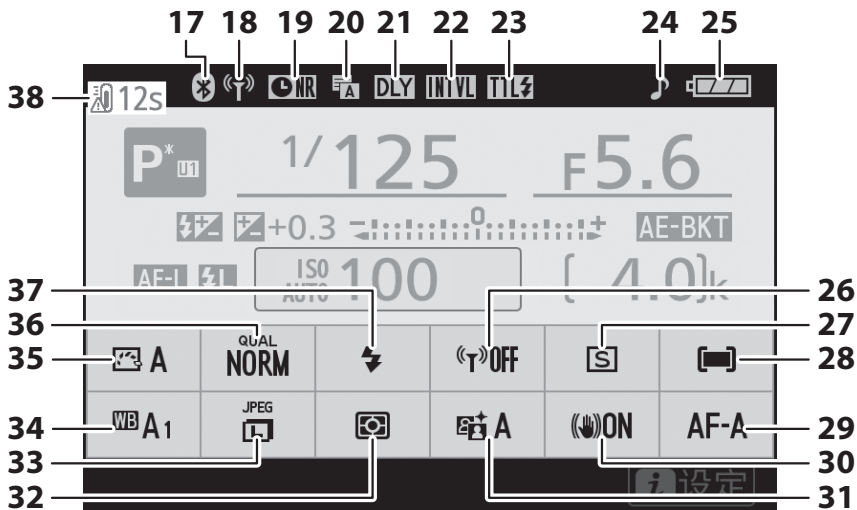 17 18 19 20 21 22 23 24 25
38 12s NR A DLY INTVL TTL
P* U1 1/125 F5.6
+0.3 - 0 + AE-BKT
AF-L L ISO AUTO 100 [ 4.0]k
37 26
36 QUAL NORM OFF S 27
35 A 28
34 WB A1 JPEG L A ON AF-A 29
33 30
32 i 设定 31